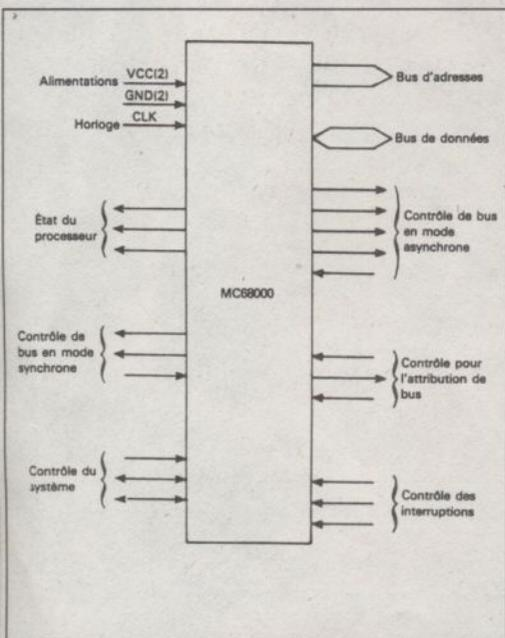 Alimentations VCC(2)
GND(2)
Horloge CLK
État du
processeur
Contrôle de
bus en mode
synchrone
Contrôle du
système
MC68000
Bus d'adresses
Bus de données
Contrôle de bus
en mode
asynchrone
Contrôle pour
l'attribution de
bus
Contrôle des
interruptions